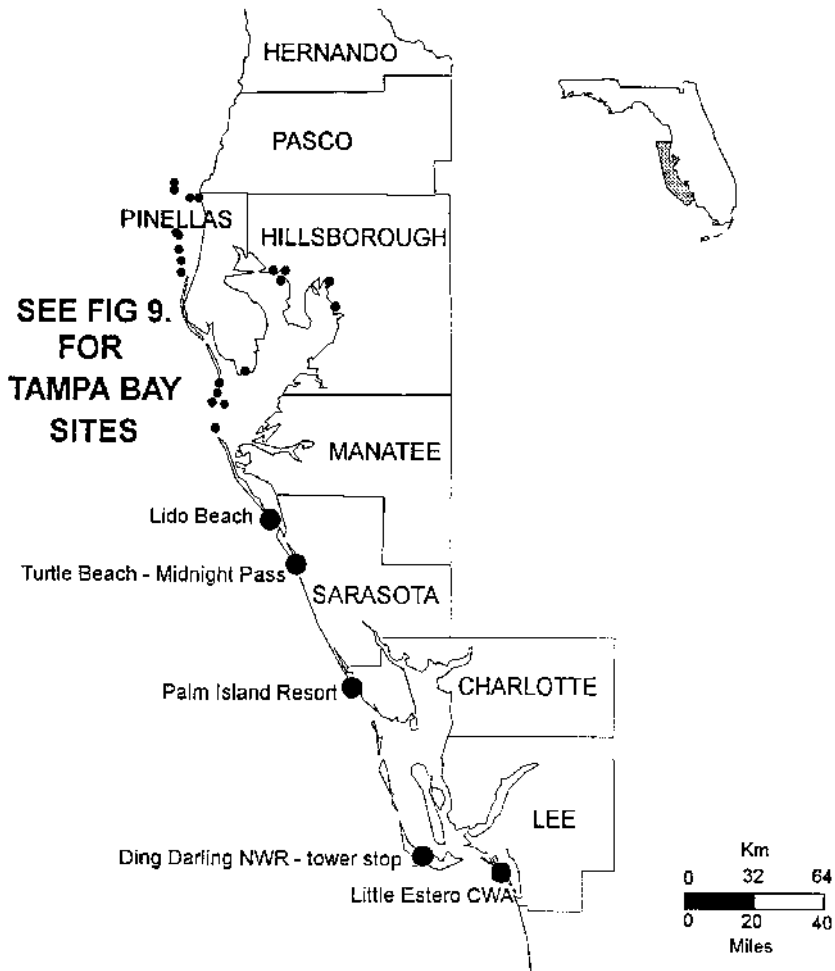 HERNANDO
PASCO
PINELLAS
HILLSBOROUGH
SEE FIG 9.
FOR
TAMPA BAY
SITES
MANATEE
Lido Beach
Turtle Beach - Midnight Pass
SARASOTA
Palm Island Resort
CHARLOTTE
Ding Darling NWR - tower stop
LEE
Little Estero CWA
Km
0 32 64
0 20 40
Miles